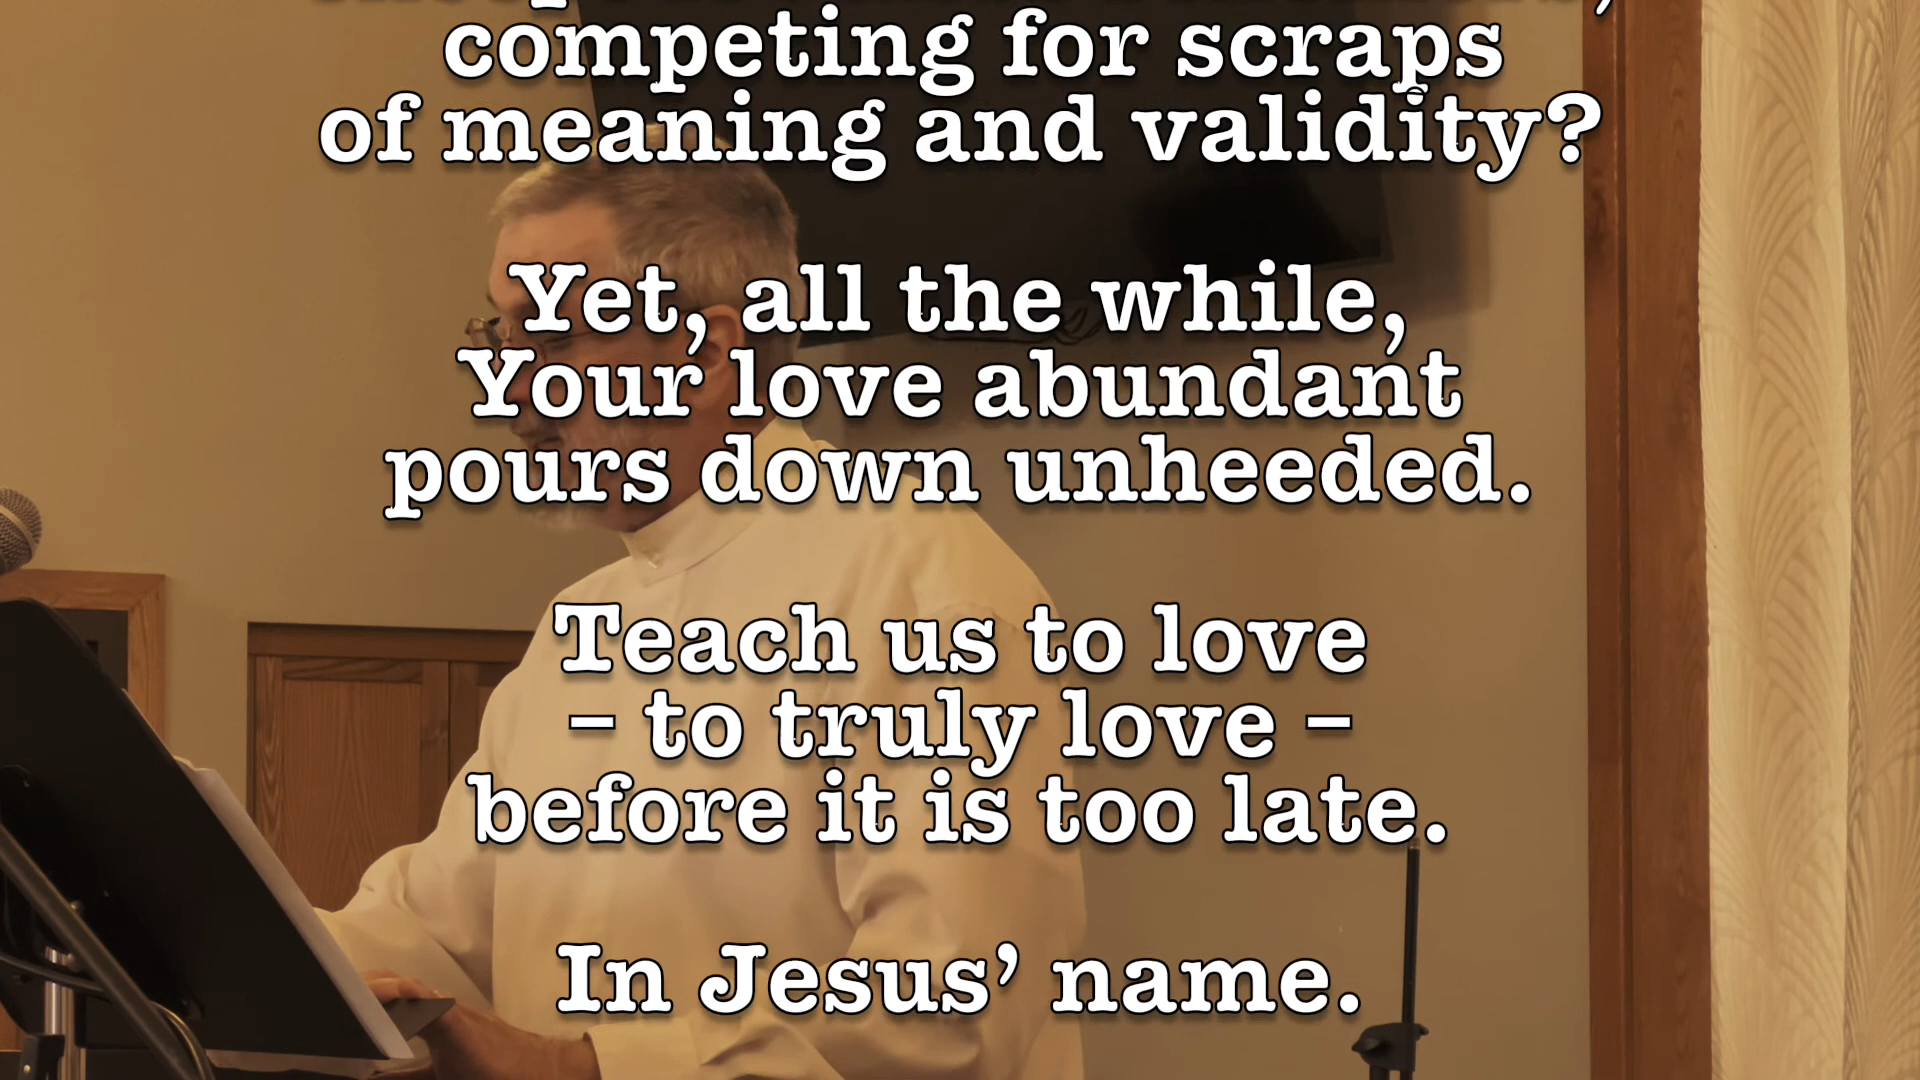 competing for scraps
of meaning and validity?
Yet, all the while,
Your love abundant
pours down unheeded.
Teach us to love
– to truly love –
before it is too late.
In Jesus’ name.